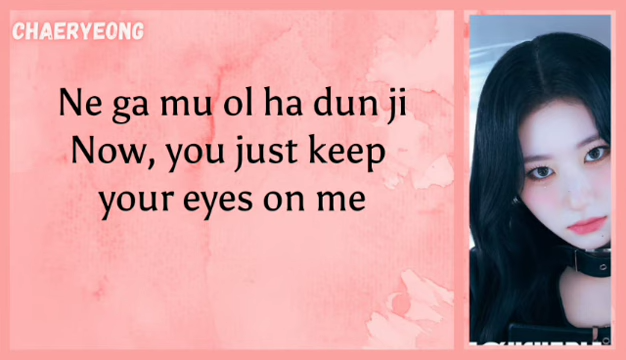 CHAERYEONG
Ne ga mu ol ha dun ji
Now, you just keep
your eyes on me